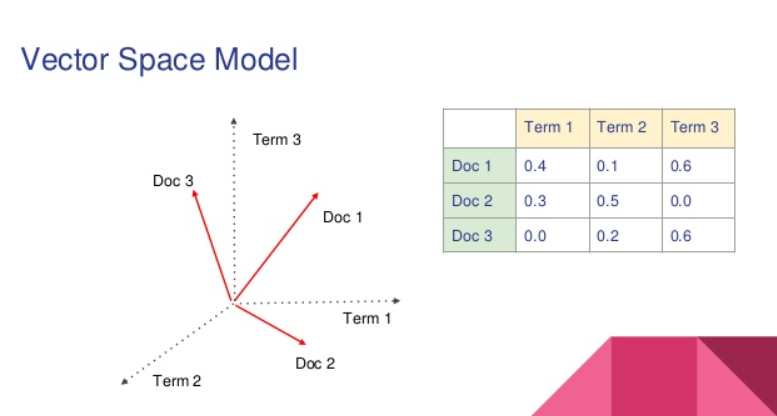 Vector Space Model
Term 3
Doc 3
Doc 1
Term 1
Doc 2
Term 2
Term 1 Term 2 Term 3
Doc 1 0.4 0.1 0.6
Doc 2 0.3 0.5 0.0
Doc 3 0.0 0.2 0.6